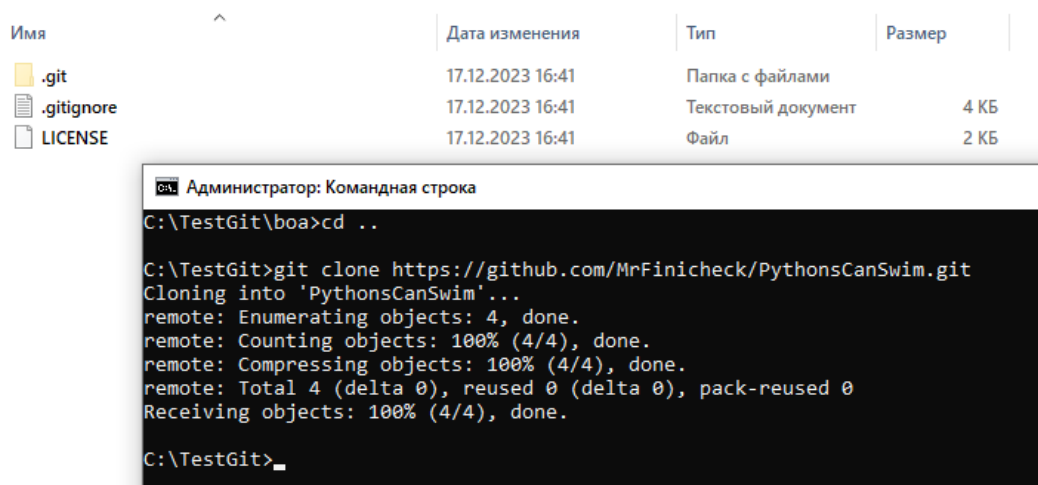 Имя Дата изменения Тип Размер
.git 17.12.2023 16:41 Папка с файлами
.gitignore 17.12.2023 16:41 Текстовый документ 4 КБ
LICENSE 17.12.2023 16:41 Файл 2 КБ
C:\. Администратор: Командная строка
C:\TestGit\boa>cd ..
C:\TestGit>git clone https://github.com/MrFinicheck/PythonsCanSwim.git
Cloning into 'PythonsCanSwim'...
remote: Enumerating objects: 4, done.
remote: Counting objects: 100% (4/4), done.
remote: Compressing objects: 100% (4/4), done.
remote: Total 4 (delta 0), reused 0 (delta 0), pack-reused 0
Receiving objects: 100% (4/4), done.
C:\TestGit>